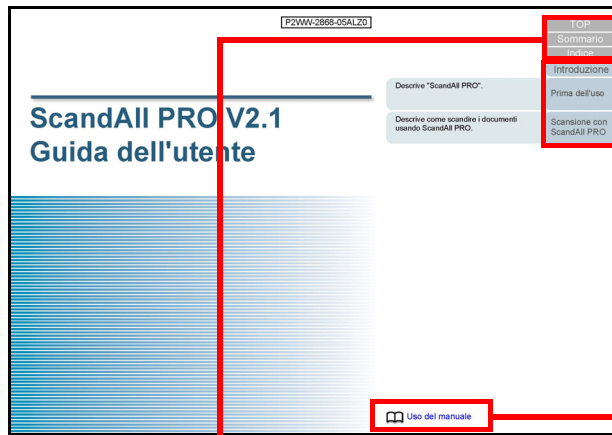 P2WW-2868-05ALZ0
TOP
Sommario
Indice
Introduzione
Descrive "ScandAll PRO".
Prima dell'uso
Descrive come scandire i documenti
usando ScandAll PRO.
Scansione con
ScandAll PRO
ScandAll PRO V2.1
Guida dell'utente
Uso del manuale